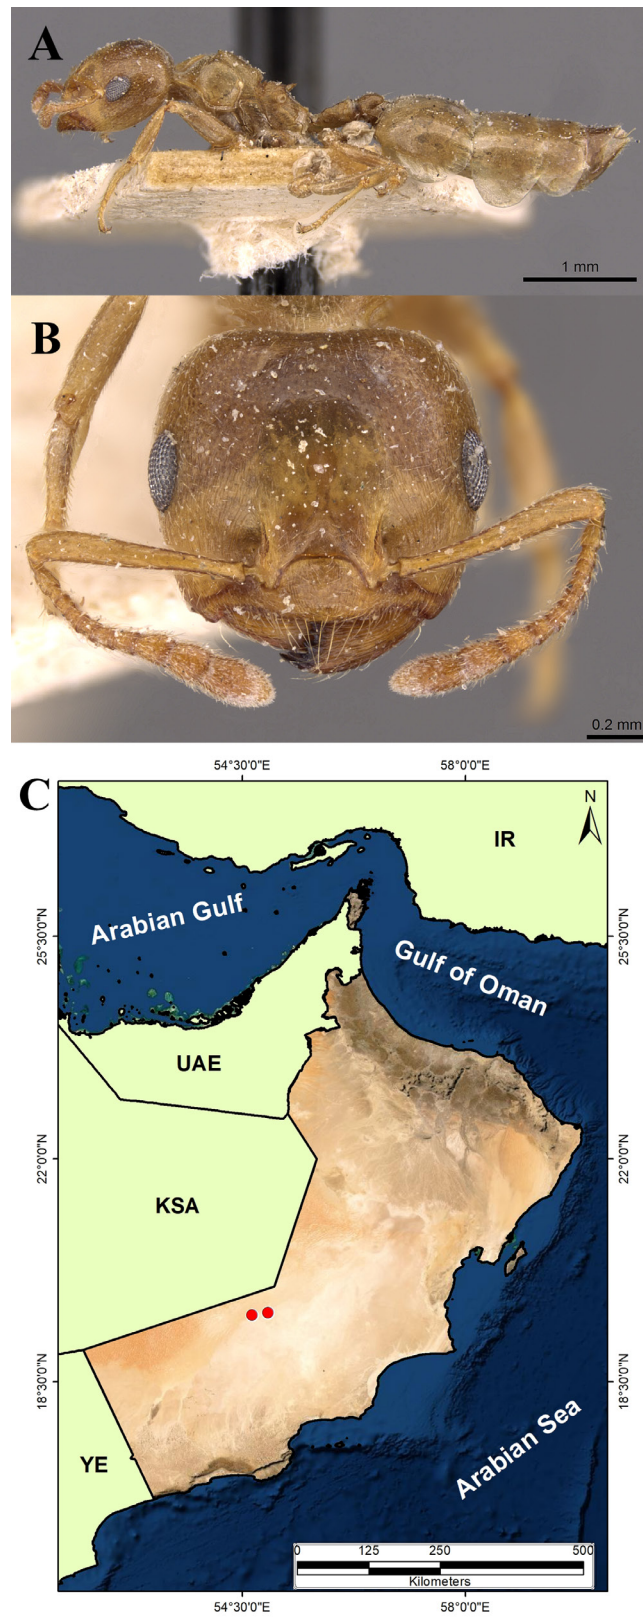 A
1 mm
B
0.2 mm
C
54°30'0"E
58°0'0"E
N
IR
Arabian Gulf
Gulf of Oman
25°30'0"N
25°30'0"N
UAE
22°0'0"N
22°0'0"N
KSA
18°30'0"N
18°30'0"N
YE
Arabian Sea
0 125 250 500
Kilometers
54°30'0"E
58°0'0"E